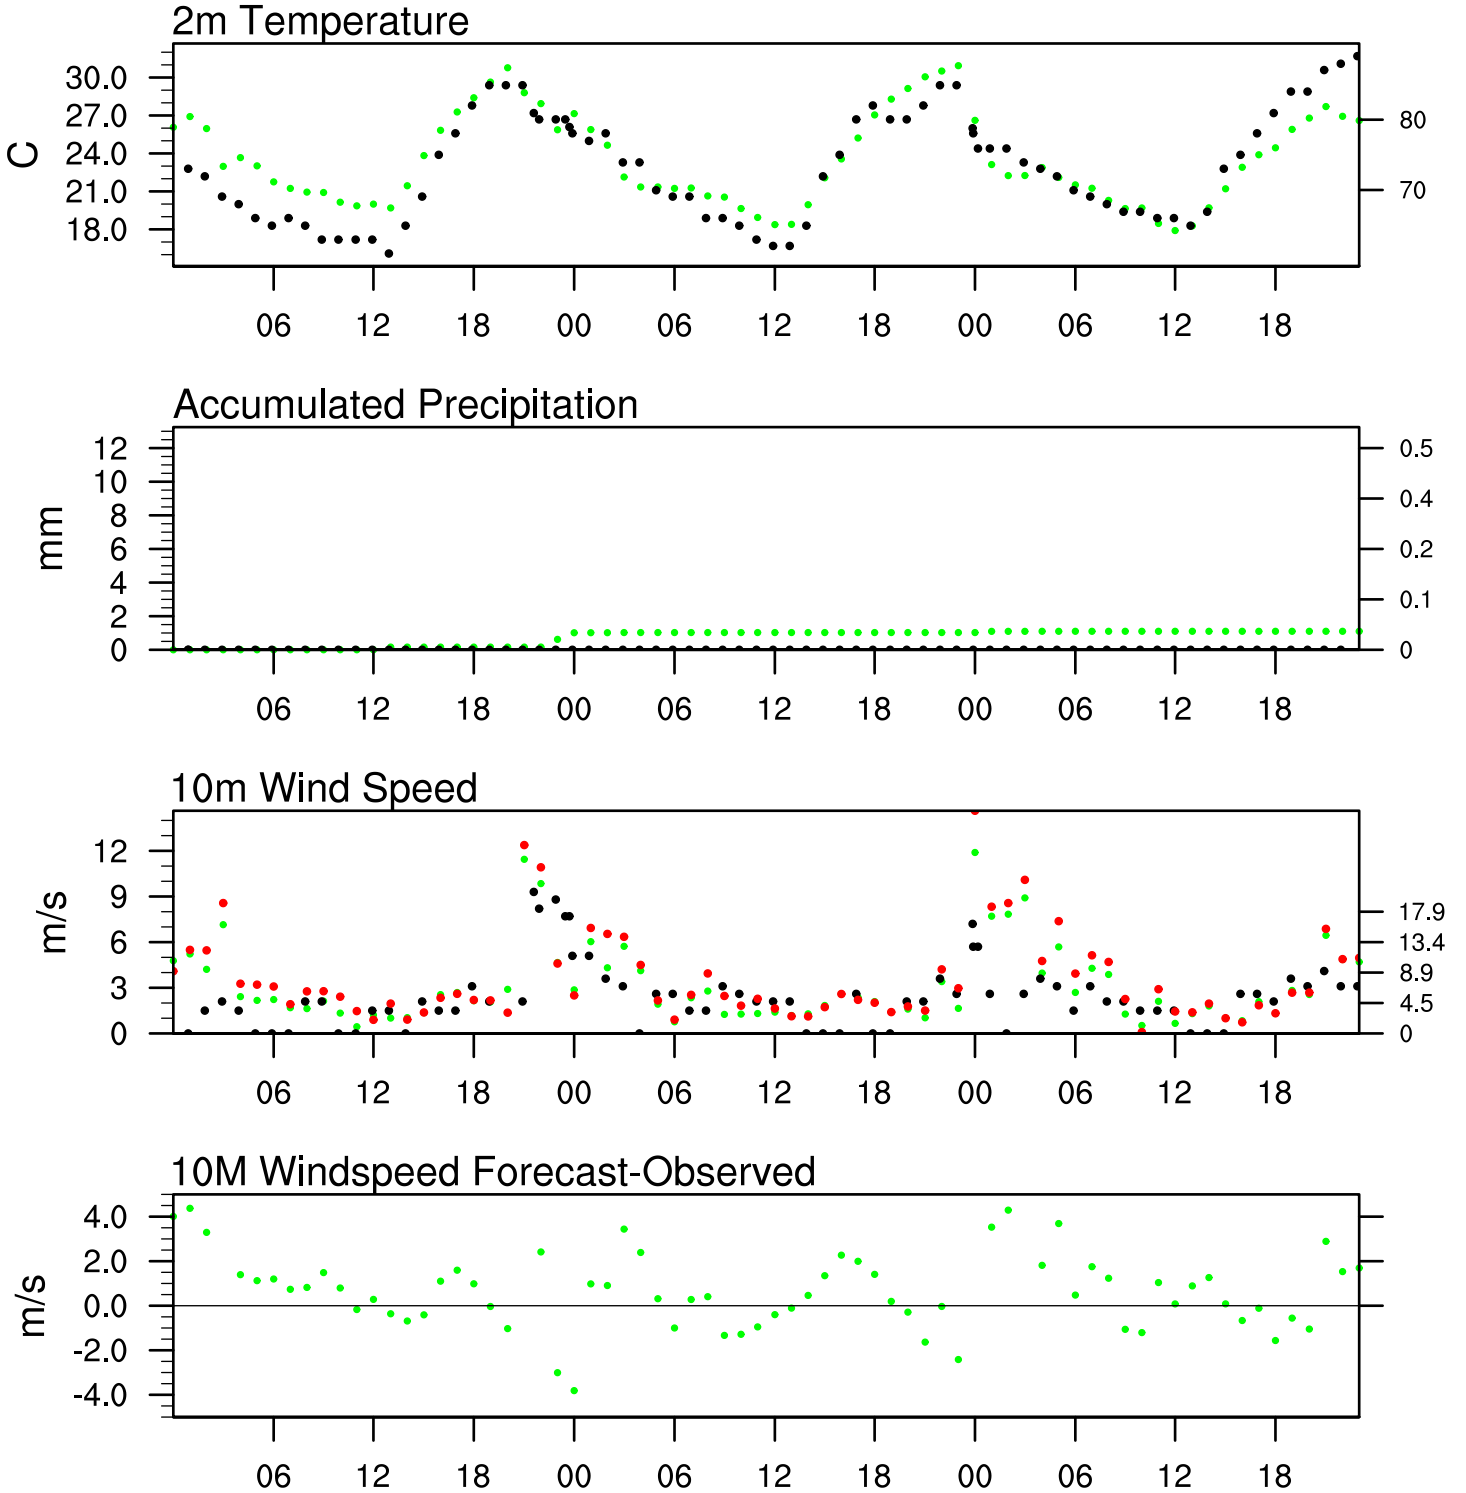 2m Temperature
30.0
27.0
24.0
21.0
18.0
C
80
70
06 12 18 00 06 12 18 00 06 12 18
Accumulated Precipitation
12
10
8
6
4
2
0
mm
0.5
0.4
0.2
0.1
0
06 12 18 00 06 12 18 00 06 12 18
10m Wind Speed
12
9
6
3
0
m/s
17.9
13.4
8.9
4.5
0
06 12 18 00 06 12 18 00 06 12 18
10M Windspeed Forecast-Observed
4.0
2.0
0.0
-2.0
-4.0
m/s
06 12 18 00 06 12 18 00 06 12 18